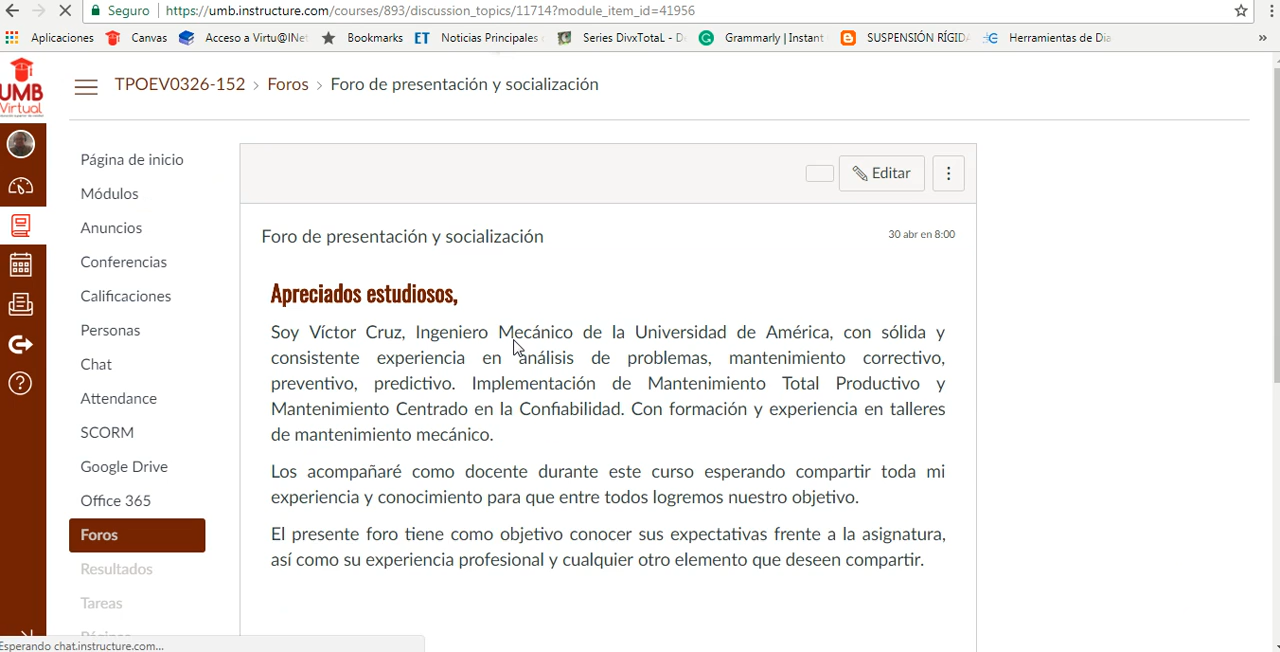 Seguro https://umb.instructure.com/courses/893/discussion_topics/11714?module_item_id=41956
Aplicaciones Canvas Acceso a Virtu@lNe Bookmarks ET Noticias Principales Series DivxTotaL - D Grammarly | Instant SUSPENSIÓN RÍGID Herramientas de Dia »
UMB
Virtual
TPOEV0326-152 › Foros › Foro de presentación y socialización
Página de inicio
Módulos
Anuncios
Conferencias
Calificaciones
Personas
Chat
Attendance
SCORM
Google Drive
Office 365
Foros
Resultados
Tareas
Páginas
Editar
Foro de presentación y socialización
30 abr en 8:00
Apreciados estudiosos,
Soy Víctor Cruz, Ingeniero Mecánico de la Universidad de América, con sólida y
consistente experiencia en análisis de problemas, mantenimiento correctivo,
preventivo, predictivo. Implementación de Mantenimiento Total Productivo y
Mantenimiento Centrado en la Confiabilidad. Con formación y experiencia en talleres
de mantenimiento mecánico.
Los acompañaré como docente durante este curso esperando compartir toda mi
experiencia y conocimiento para que entre todos logremos nuestro objetivo.
El presente foro tiene como objetivo conocer sus expectativas frente a la asignatura,
así como su experiencia profesional y cualquier otro elemento que deseen compartir.
Esperando chat.instructure.com...